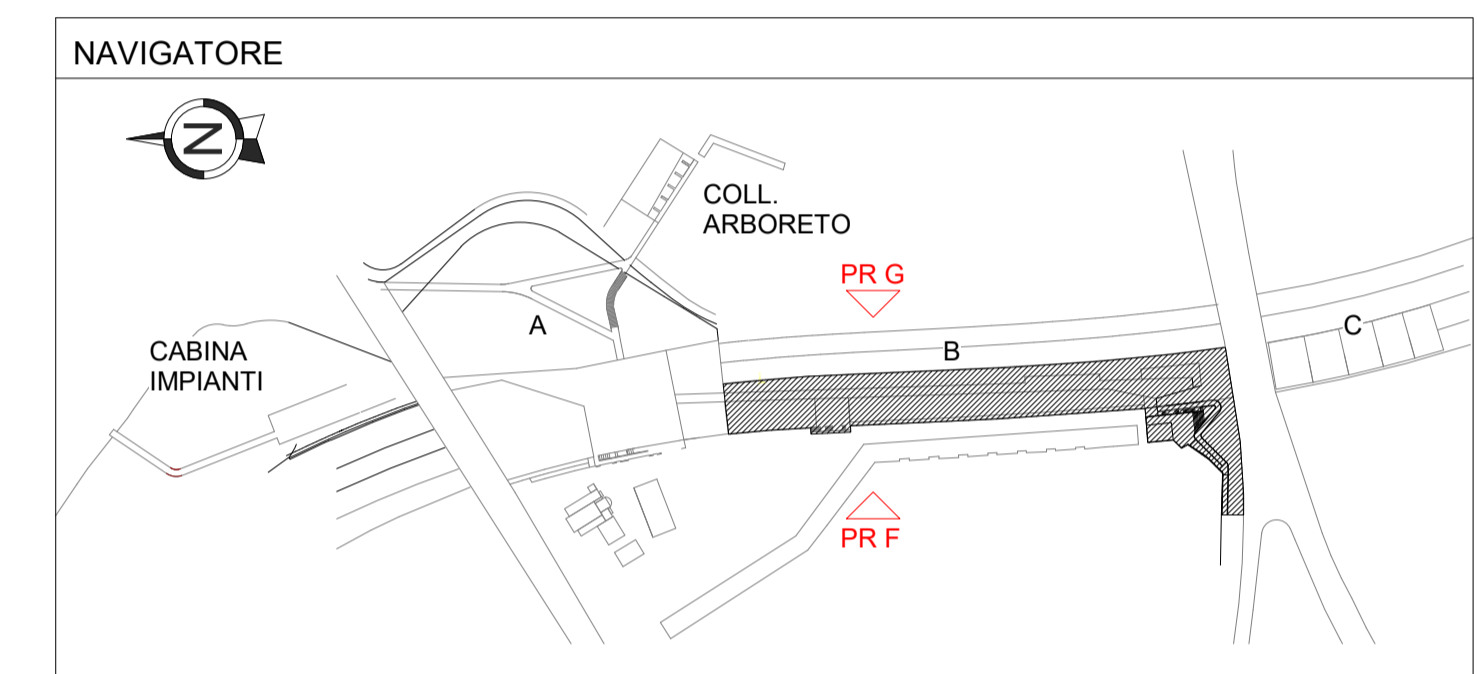 NAVIGATORE
N
COLL.
ARBORETO
PR G
A
B
C
CABINA
IMPIANTI
PR F